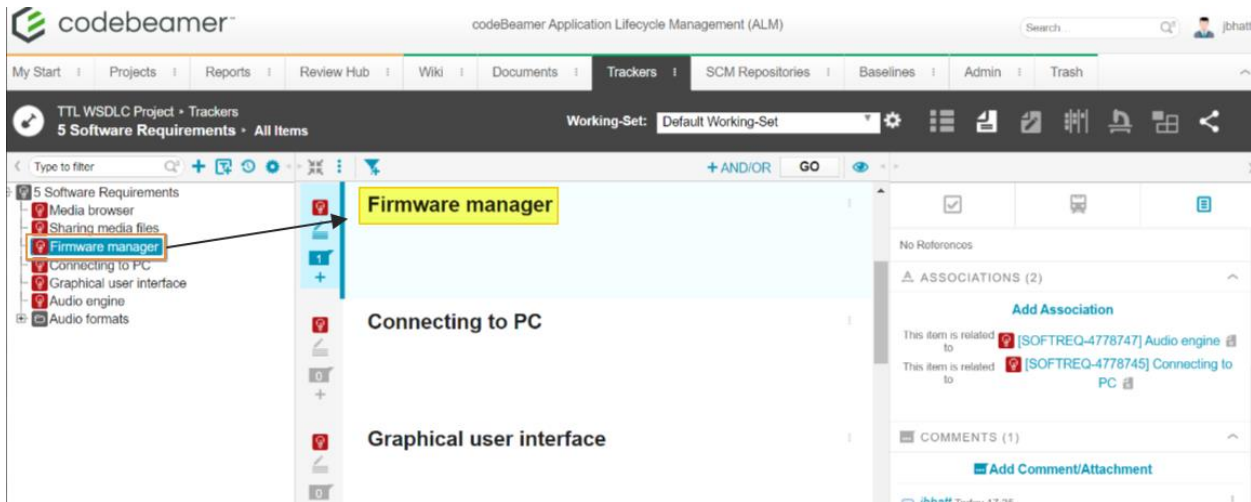 codebeamer
codeBeamer Application Lifecycle Management (ALM)
Search...
jbhatt
My Start
Projects
Reports
Review Hub
Wiki
Documents
Trackers
SCM Repositories
Baselines
Admin
Trash
TTL WSDLC Project • Trackers
5 Software Requirements • All Items
Working-Set: Default Working-Set
Type to filter
+ AND/OR
GO
5 Software Requirements
Media browser
Sharing media files
Firmware manager
Connecting to PC
Graphical user interface
Audio engine
Audio formats
Firmware manager
1
Connecting to PC
0
Graphical user interface
0
No References
ASSOCIATIONS (2)
Add Association
This item is related to [SOFTREQ-4778747] Audio engine
This item is related to [SOFTREQ-4778745] Connecting to PC
COMMENTS (1)
Add Comment/Attachment
jbhatt Today 17:25